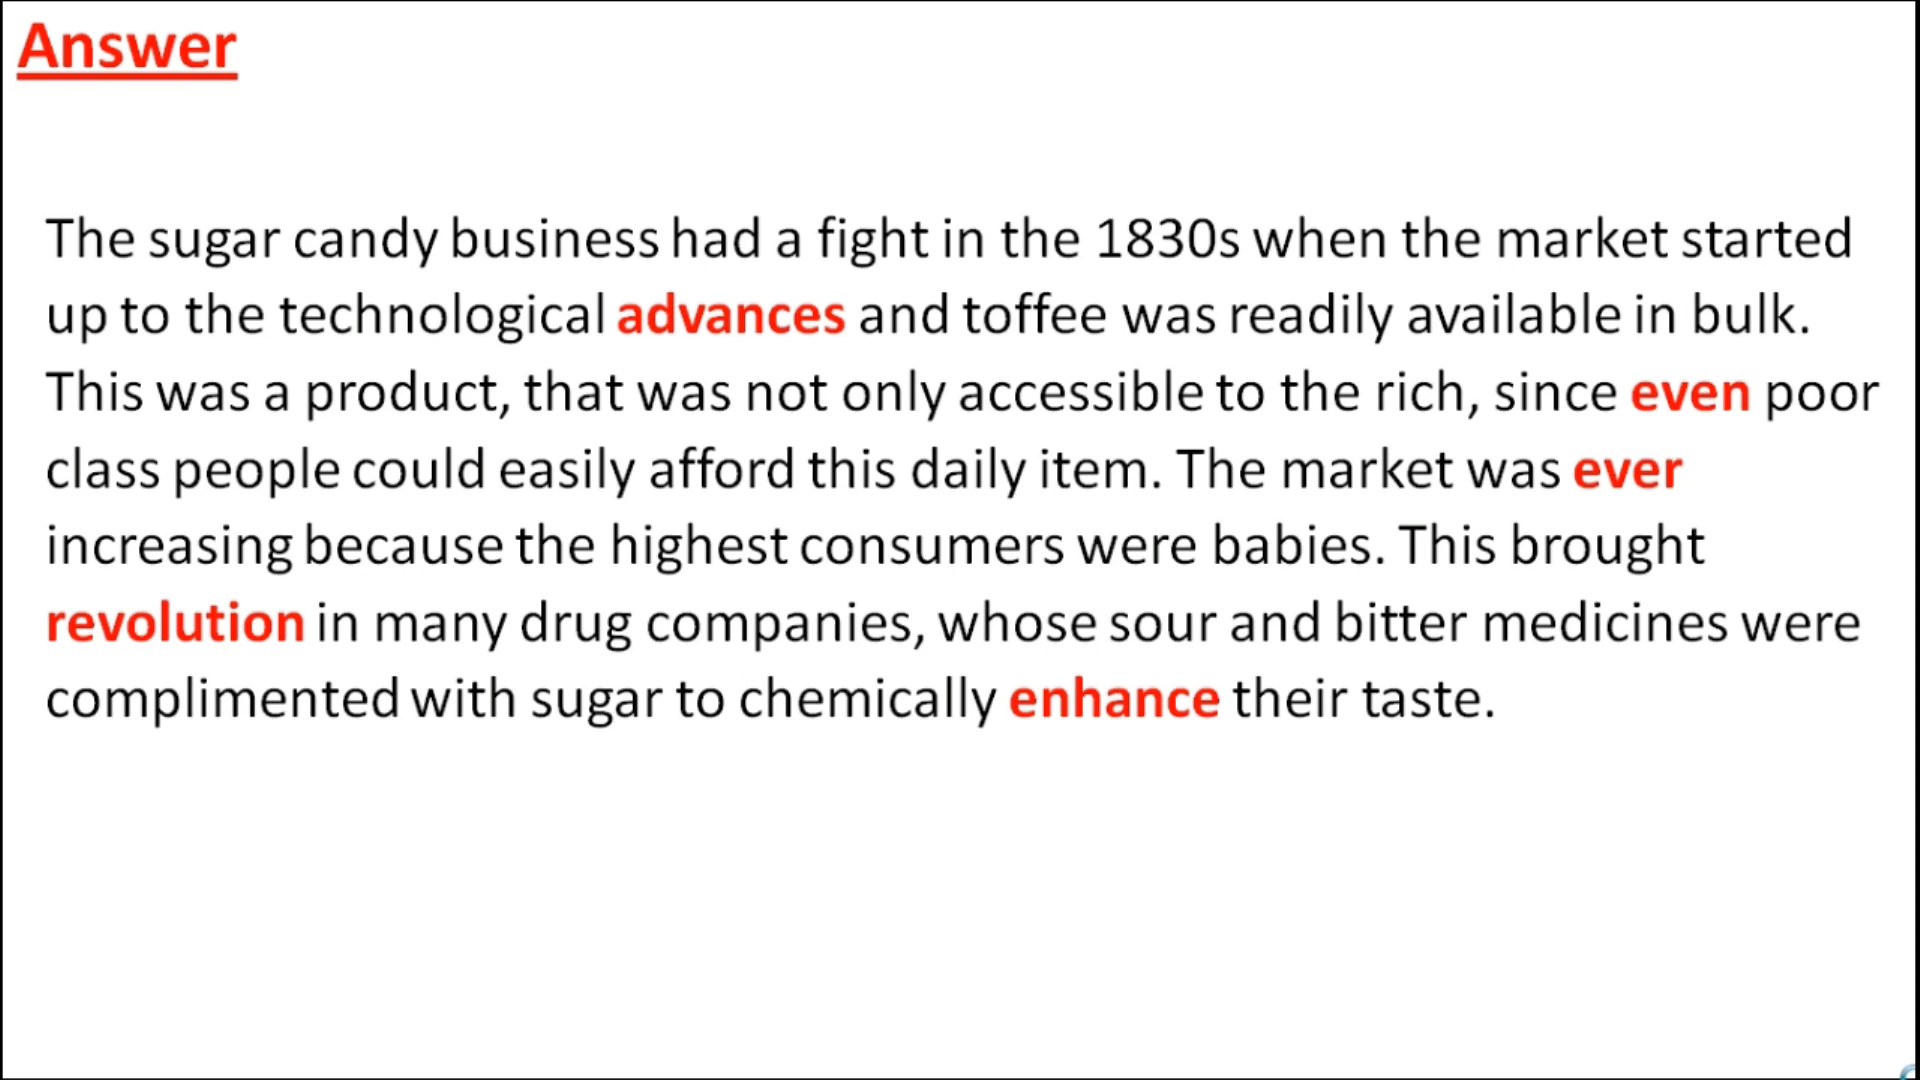 Answer
The sugar candy business had a fight in the 1830s when the market started
up to the technological advances and toffee was readily available in bulk.
This was a product, that was not only accessible to the rich, since even poor
class people could easily afford this daily item. The market was ever
increasing because the highest consumers were babies. This brought
revolution in many drug companies, whose sour and bitter medicines were
complimented with sugar to chemically enhance their taste.